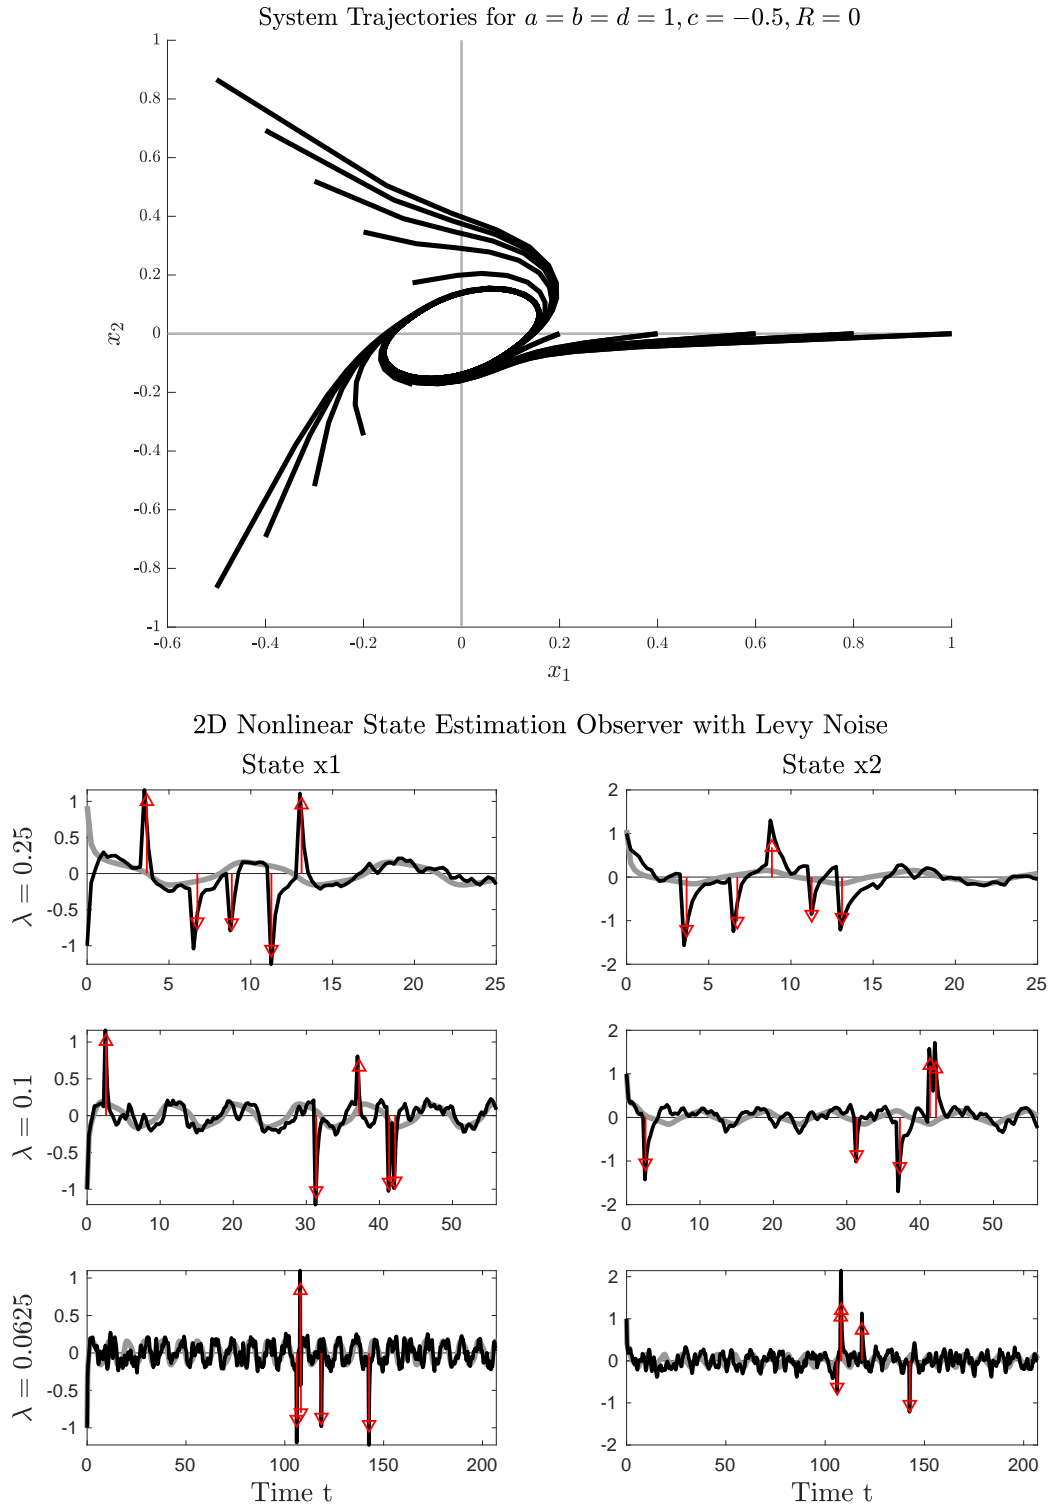 System Trajectories for a = b = d = 1, c = −0.5, R = 0
1
0.8
0.6
0.4
0.2
0
-0.2
-0.4
-0.6
-0.8
-1
x₂
-0.6 -0.4 -0.2 0 0.2 0.4 0.6 0.8 1
x₁
2D Nonlinear State Estimation Observer with Levy Noise
State x1 State x2
λ = 0.25
1
0.5
0
-0.5
-1
0 5 10 15 20 25
2
1
0
-1
-2
0 5 10 15 20 25
λ = 0.1
1
0.5
0
-0.5
-1
0 10 20 30 40 50
2
1
0
-1
-2
0 10 20 30 40 50
λ = 0.0625
1
0.5
0
-0.5
-1
0 50 100 150 200
Time t
2
1
0
-1
-2
0 50 100 150 200
Time t